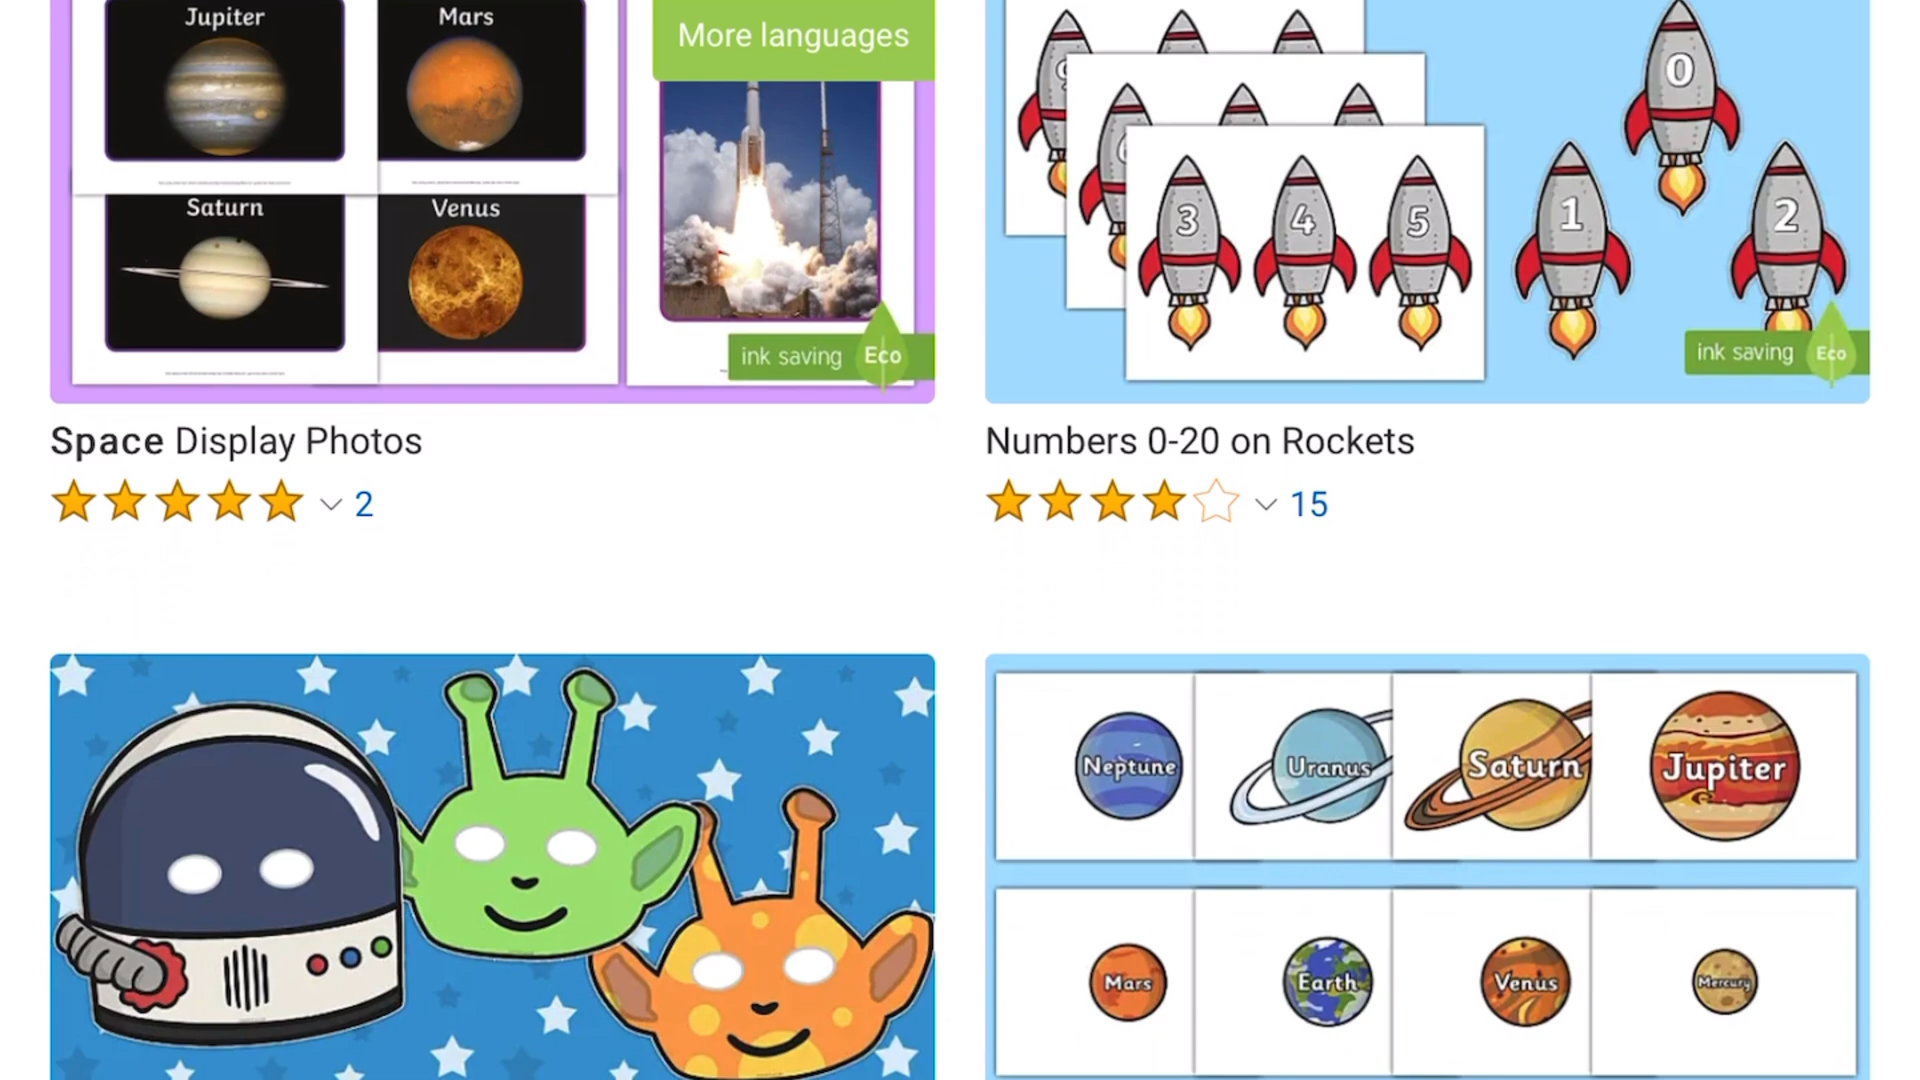 Jupiter
Mars
More languages
Saturn
Venus
ink saving Eco
0
3
4
5
1
2
ink saving Eco
Space Display Photos
Numbers 0-20 on Rockets
2
15
Neptune
Uranus
Saturn
Jupiter
Mars
Earth
Venus
Mercury